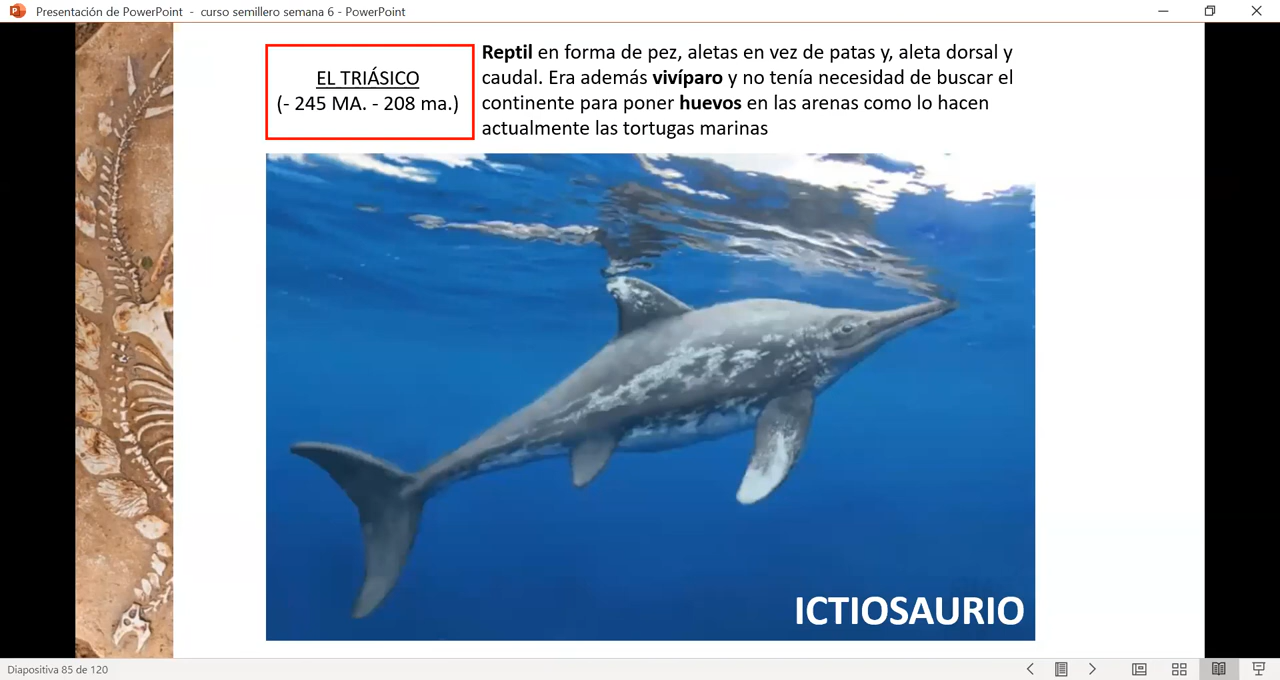 Presentación de PowerPoint - curso semillero semana 6 - PowerPoint
EL TRIÁSICO
(- 245 MA. - 208 ma.)
Reptil en forma de pez, aletas en vez de patas y, aleta dorsal y
caudal. Era además vivíparo y no tenía necesidad de buscar el
continente para poner huevos en las arenas como lo hacen
actualmente las tortugas marinas
ICTIOSAURIO
Diapositiva 85 de 120